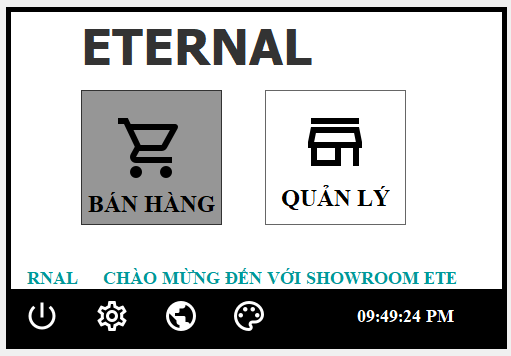 ETERNAL
BÁN HÀNG
QUẢN LÝ
RNAL CHÀO MỪNG ĐẾN VỚI SHOWROOM ETE
09:49:24 PM